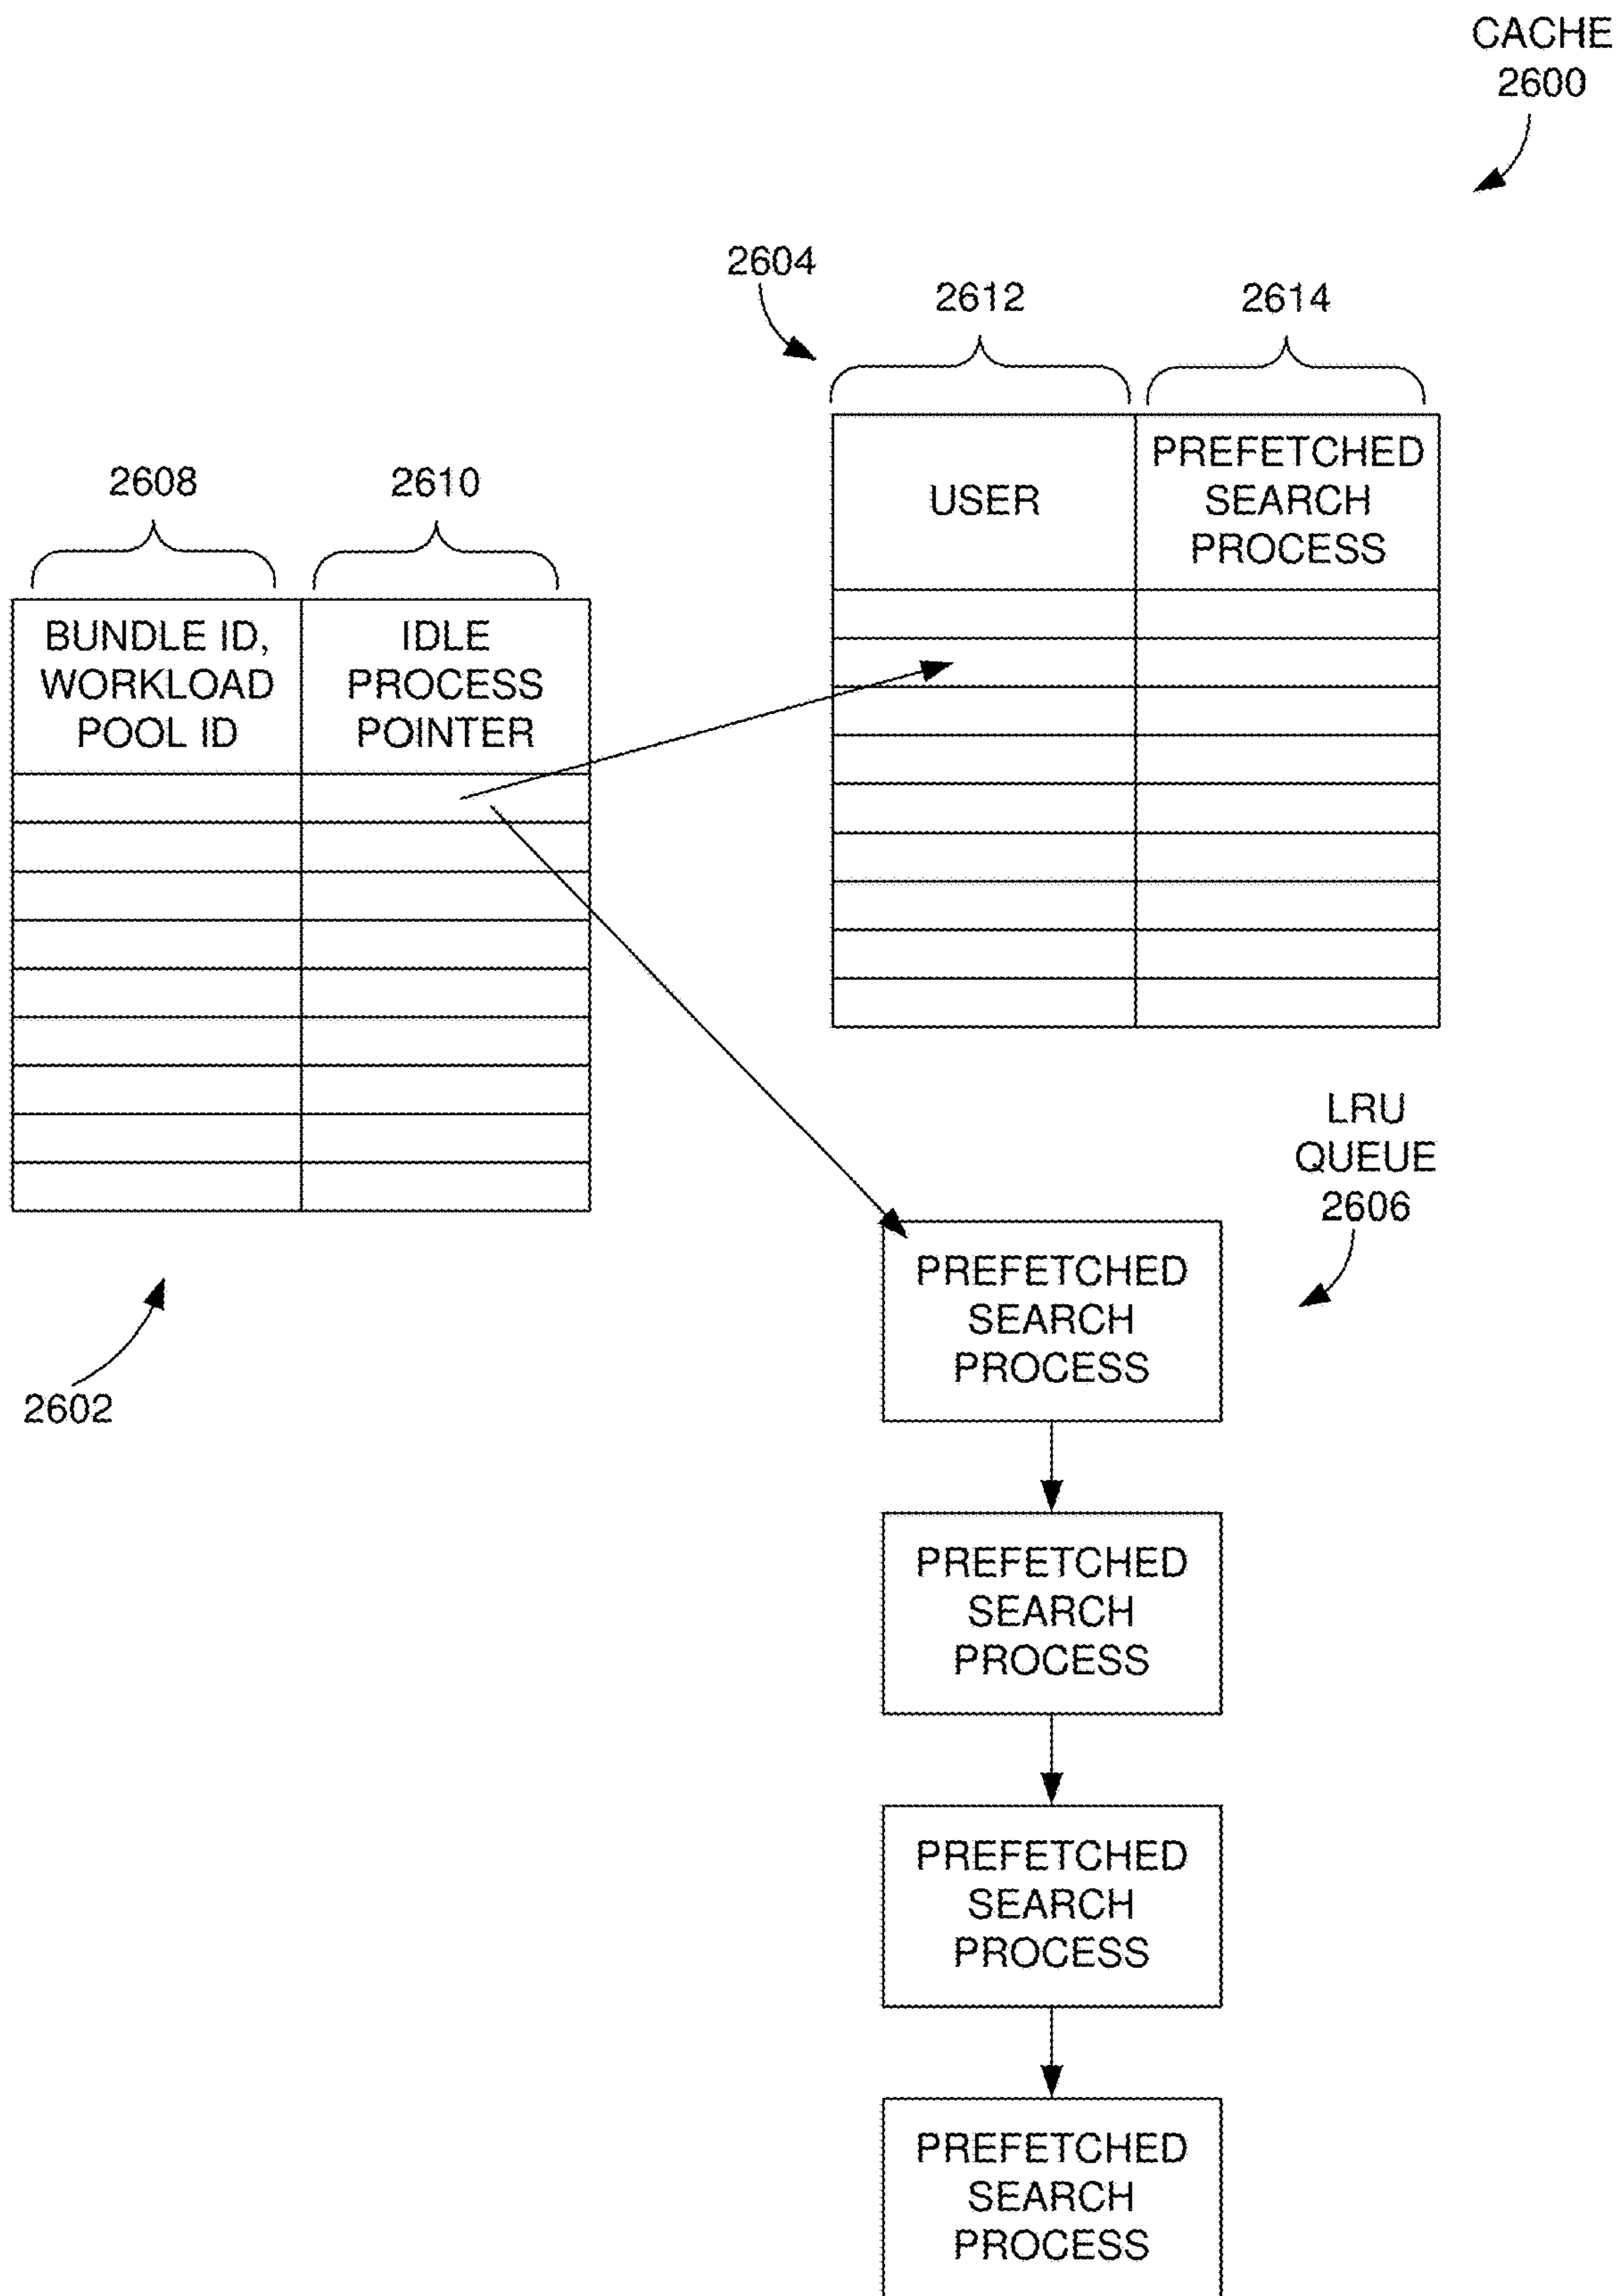 CACHE
2600
2604
2612
2614
USER
PREFETCHED
SEARCH
PROCESS
2608
2610
BUNDLE ID,
WORKLOAD
POOL ID
IDLE
PROCESS
POINTER
2602
LRU
QUEUE
2606
PREFETCHED
SEARCH
PROCESS
PREFETCHED
SEARCH
PROCESS
PREFETCHED
SEARCH
PROCESS
PREFETCHED
SEARCH
PROCESS